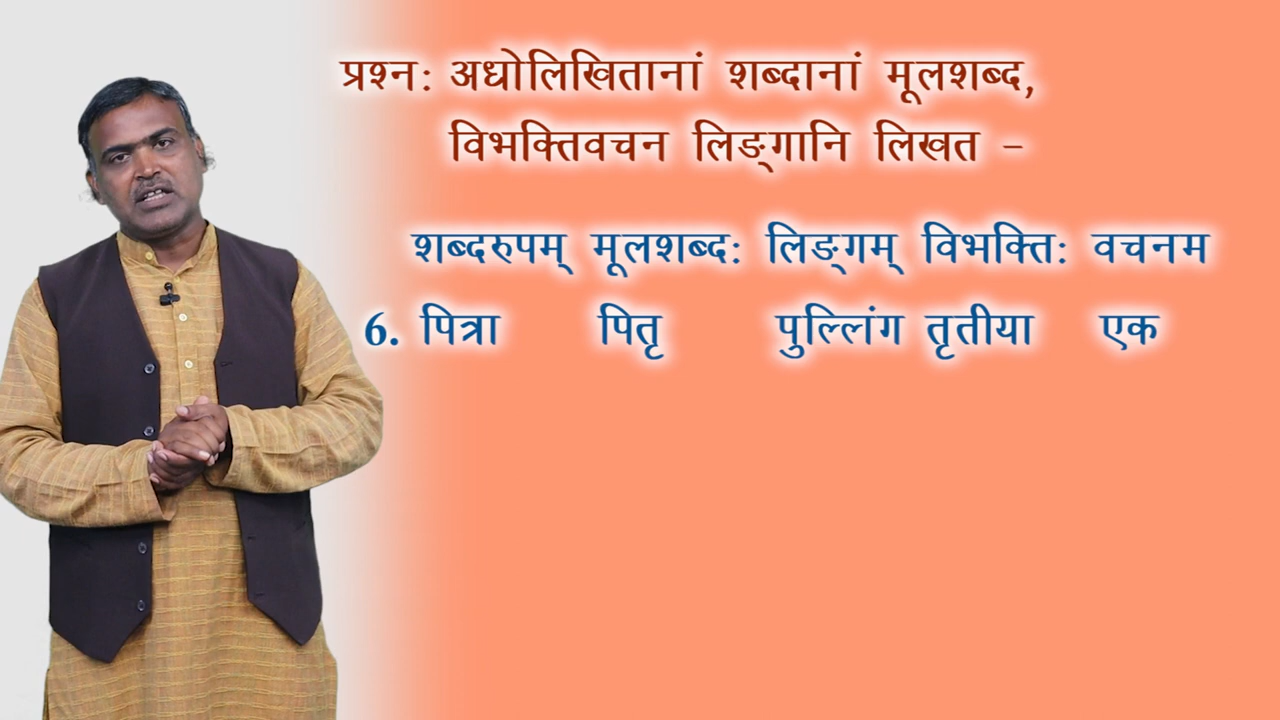 प्रश्न: अधोलिखितानां शब्दानां मूलशब्द,
विभक्तिवचन लिङ्गानि लिखत -
शब्दरुपम् मूलशब्द: लिङ्गम् विभक्ति: वचनम
6. पित्रा पितृ पुल्लिंग तृतीया एक